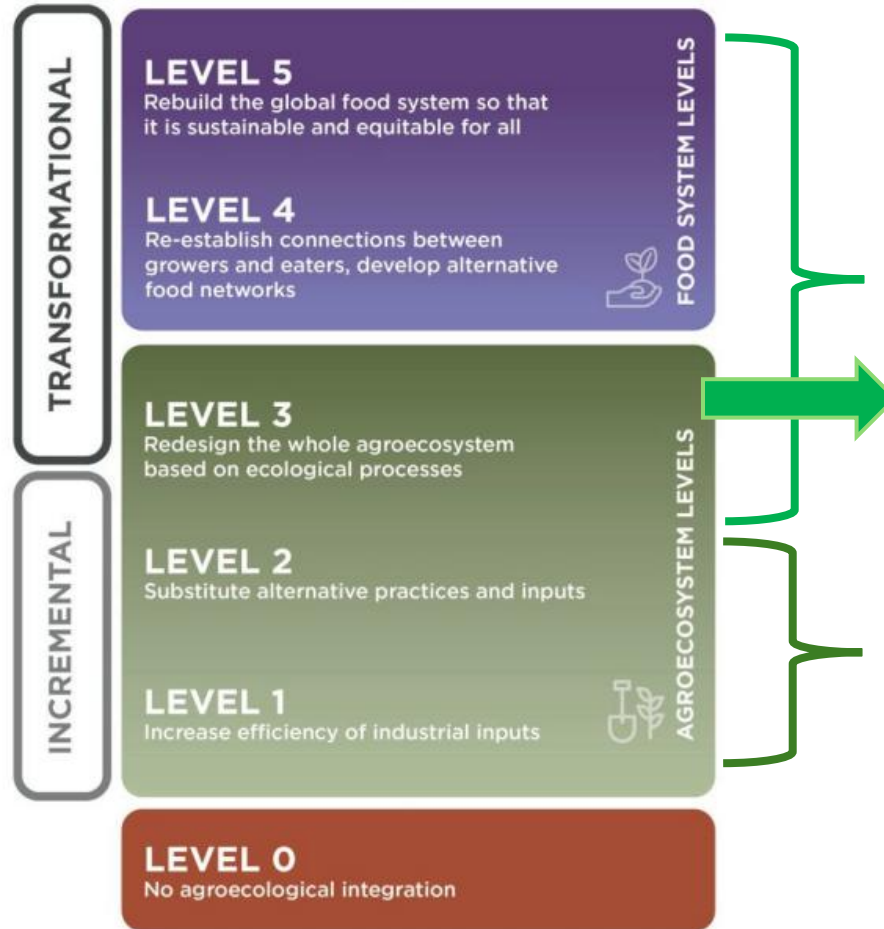 TRANSFORMATIONAL
LEVEL 5
Rebuild the global food system so that
it is sustainable and equitable for all
LEVEL 4
Re-establish connections between
growers and eaters, develop alternative
food networks
FOOD SYSTEM LEVELS
LEVEL 3
Redesign the whole agroecosystem
based on ecological processes
INCREMENTAL
LEVEL 2
Substitute alternative practices and inputs
LEVEL 1
Increase efficiency of industrial inputs
AGROECOSYSTEM LEVELS
LEVEL 0
No agroecological integration